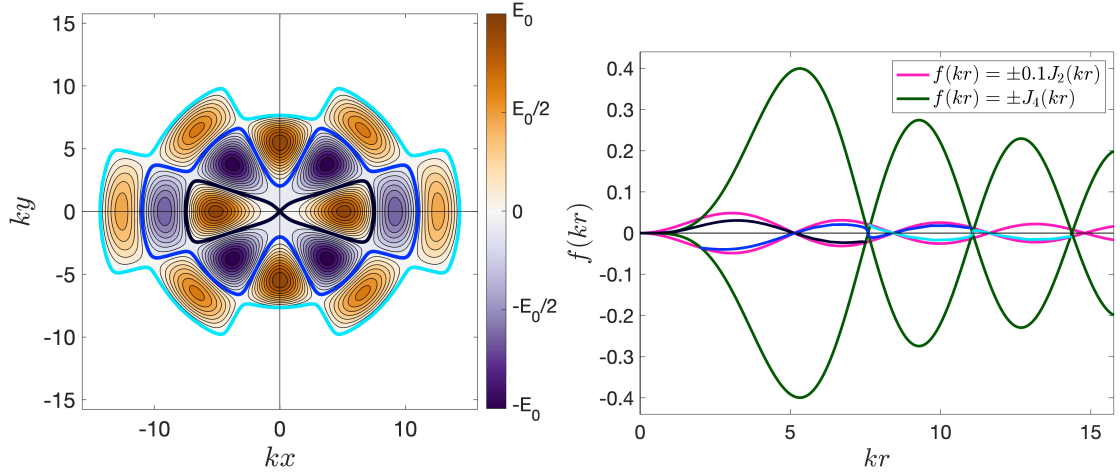 15
10
5
0
-5
-10
-15
ky
-10
0
10
kx
E₀
E₀/2
0
-E₀/2
-E₀
0.4
0.3
0.2
0.1
0
-0.1
-0.2
-0.3
-0.4
f(kr)
f(kr) = ±0.1J₂(kr)
f(kr) = ±J₄(kr)
0
5
10
15
kr